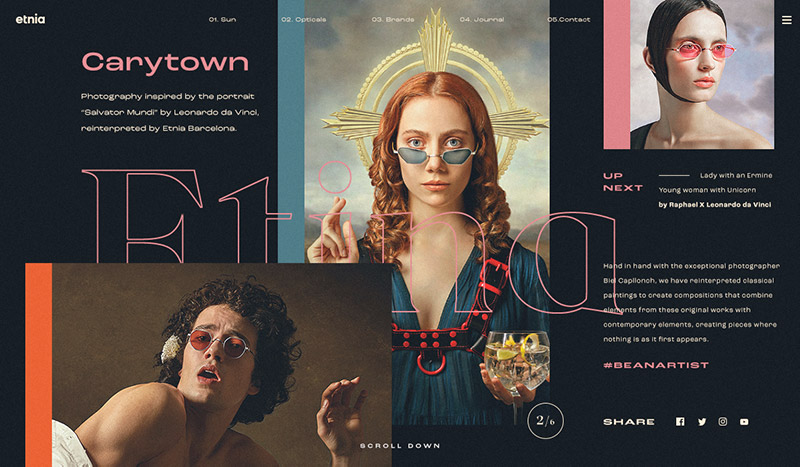 etnia
01. Sun
02. Opticals
03. Brands
04. Journal
05.Contact
Carytown
Photography inspired by the portrait
“Salvator Mundi” by Leonardo da Vinci,
reinterpreted by Etnia Barcelona.
Etina
UP
NEXT
Lady with an Ermine
Young woman with Unicorn
by Raphael X Leonardo da Vinci
Hand in hand with the exceptional photographer
Biel Capllonch, we have reinterpreted classical
paintings to create compositions that combine
elements from these original works with
contemporary elements, creating pieces where
nothing is as it first appears.
#BEANARTIST
2/6
SHARE
SCROLL DOWN